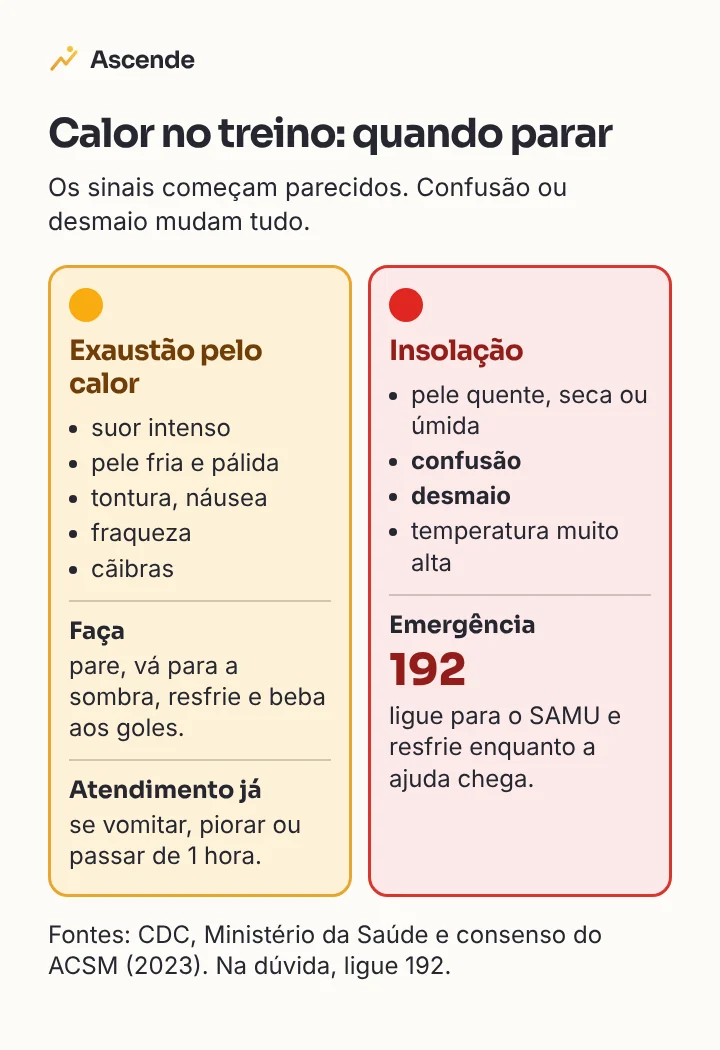 Ascende
Calor no treino: quando parar
Os sinais começam parecidos. Confusão ou
desmaio mudam tudo.
Exaustão pelo
calor
• suor intenso
• pele fria e pálida
• tontura, náusea
• fraqueza
• cãibras
Faça
pare, vá para a
sombra, resfrie e beba
aos goles.
Atendimento já
se vomitar, piorar ou
passar de 1 hora.
Insolação
• pele quente, seca ou
úmida
• confusão
• desmaio
• temperatura muito
alta
Emergência
192
ligue para o SAMU e
resfrie enquanto a
ajuda chega.
Fontes: CDC, Ministério da Saúde e consenso do
ACSM (2023). Na dúvida, ligue 192.